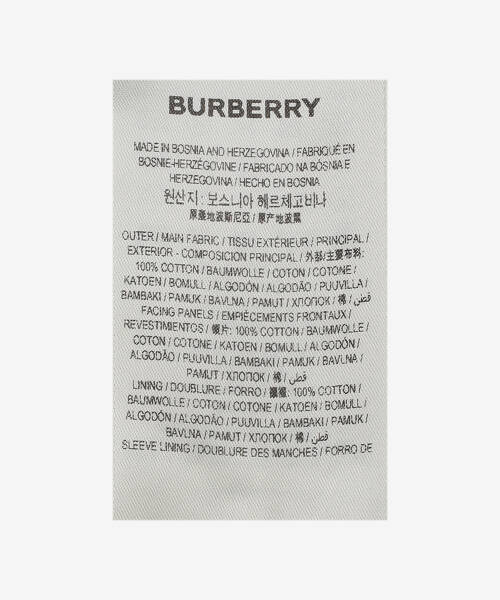 BURBERRY
MADE IN BOSNIA AND HERZEGOVINA / FABRIQUÉ EN
BOSNIE-HERZÉGOVINE / FABRICADO NA BÓSNIA E
HERZEGOVINA / HECHO EN BOSNIA
원산지 : 보스니아 헤르체고비나
原產地波斯尼亞 / 原产地波黑
OUTER / MAIN FABRIC / TISSU EXTÉRIEUR / PRINCIPAL /
EXTERIOR - COMPOSICIÓN PRINCIPAL / 外部/主要布料:
100% COTTON / BAUMWOLLE / COTON / COTONE /
KATOEN / BOMULL / ALGODÓN / ALGODÃO / PUUVILLA /
BAMBAKI / PAMUK / BAVLNA / PAMUT / ХЛОПОК / 棉 / قطن /
FACING PANELS / EMPIÈCEMENTS FRONTAUX /
REVESTIMIENTOS / 襯片: 100% COTTON / BAUMWOLLE /
COTON / COTONE / KATOEN / BOMULL / ALGODÓN /
ALGODÃO / PUUVILLA / BAMBAKI / PAMUK / BAVLNA /
PAMUT / ХЛОПОК / 棉 / قطن /
LINING / DOUBLURE / FORRO / 100% COTTON /
BAUMWOLLE / COTON / COTONE / KATOEN / BOMULL /
ALGODÓN / ALGODÃO / PUUVILLA / BAMBAKI / PAMUK /
BAVLNA / PAMUT / ХЛОПОК / 棉 / قطن /
SLEEVE LINING / DOUBLURE DES MANCHES / FORRO DE